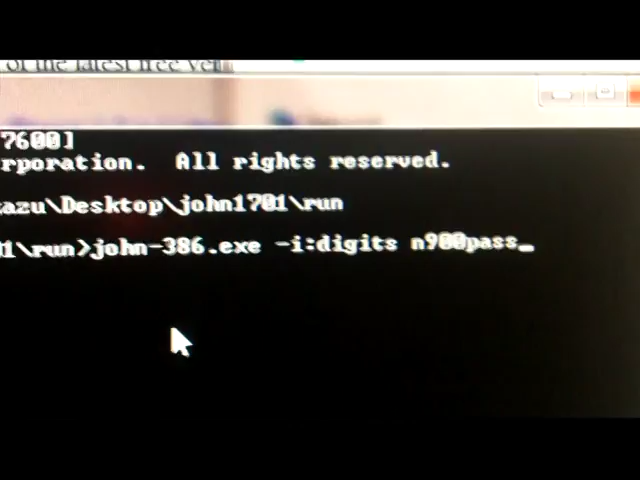 of the latest free ver
7600]
rporation.  All rights reserved.
azu\Desktop\john1701\run
1\run>john-386.exe -i:digits n900pass_